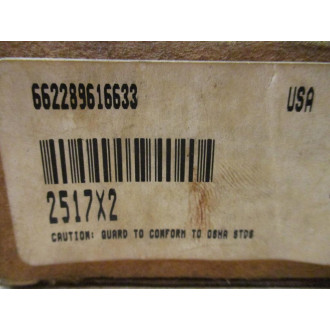 662289616633
USA
2517X2
CAUTION: GUARD TO CONFORM TO OSHA STDS